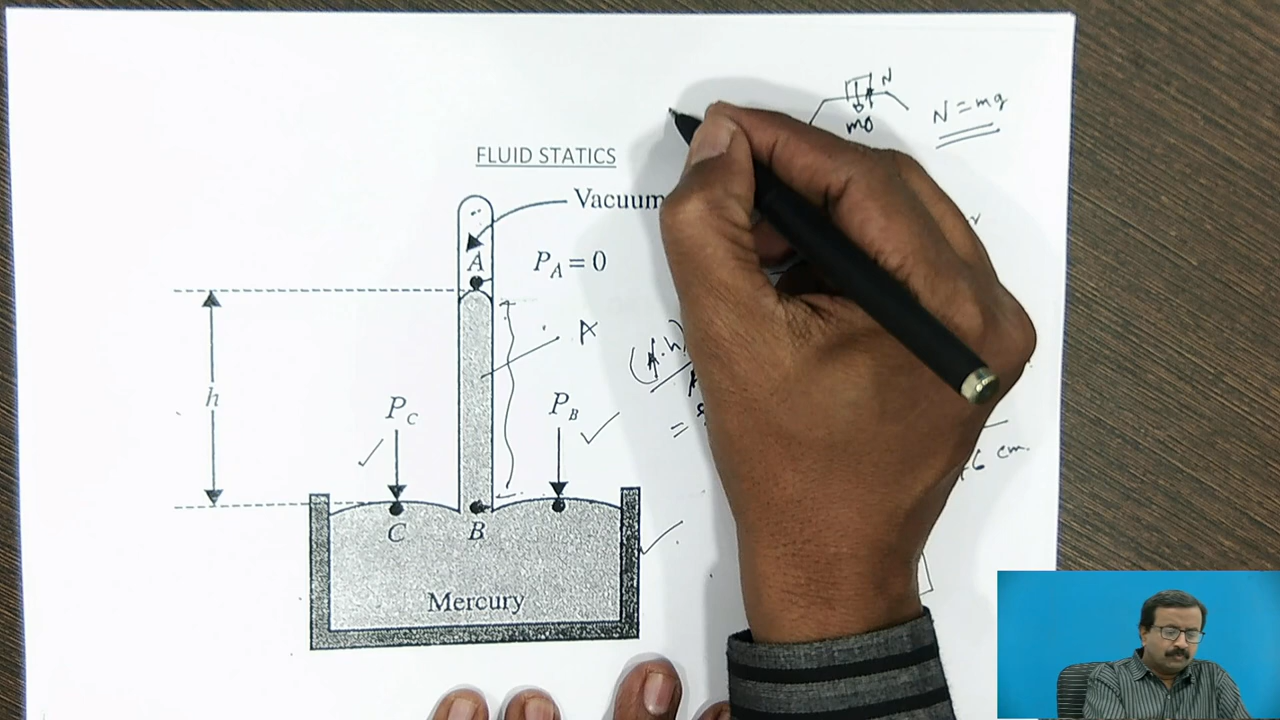 N
N = mg
mg
FLUID STATICS
Vacuum
A
P_A = 0
A
h
P_C
P_B
C
B
Mercury